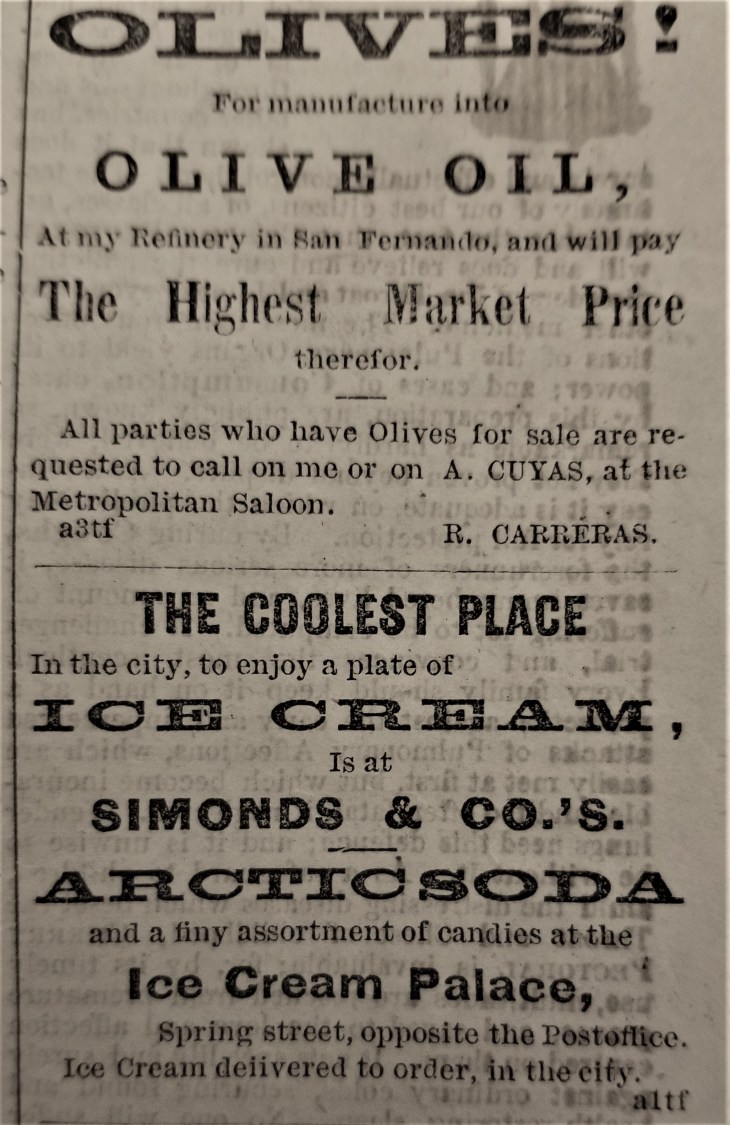 OLIVES!
For manufacture into
OLIVE OIL,
At my Refinery in San Fernando, and will pay
The Highest Market Price
therefor.
All parties who have Olives for sale are re-
quested to call on me or on A. CUYAS, at the
Metropolitan Saloon.
a3tf R. CARRERAS.
THE COOLEST PLACE
In the city, to enjoy a plate of
ICE CREAM,
Is at
SIMONDS & CO.'S.
ARCTIC SODA
and a finy assortment of candies at the
Ice Cream Palace,
Spring street, opposite the Postoffice.
Ice Cream deiivered to order, in the city.
a1tf